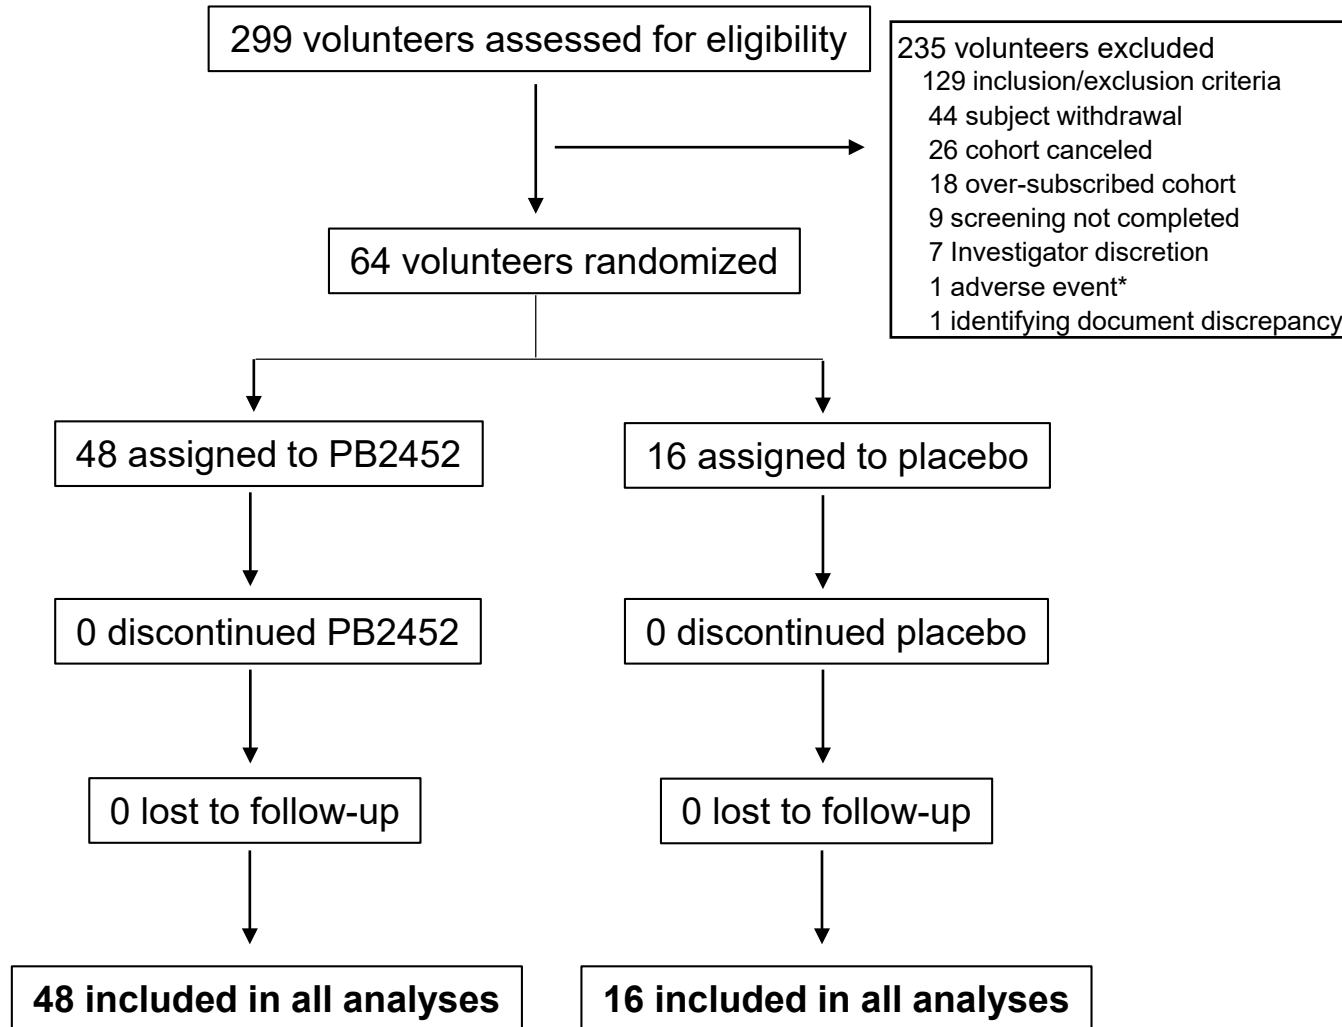 299 volunteers assessed for eligibility
235 volunteers excluded
129 inclusion/exclusion criteria
44 subject withdrawal
26 cohort canceled
18 over-subscribed cohort
9 screening not completed
7 Investigator discretion
1 adverse event*
1 identifying document discrepancy
64 volunteers randomized
48 assigned to PB2452
16 assigned to placebo
0 discontinued PB2452
0 discontinued placebo
0 lost to follow-up
0 lost to follow-up
48 included in all analyses
16 included in all analyses